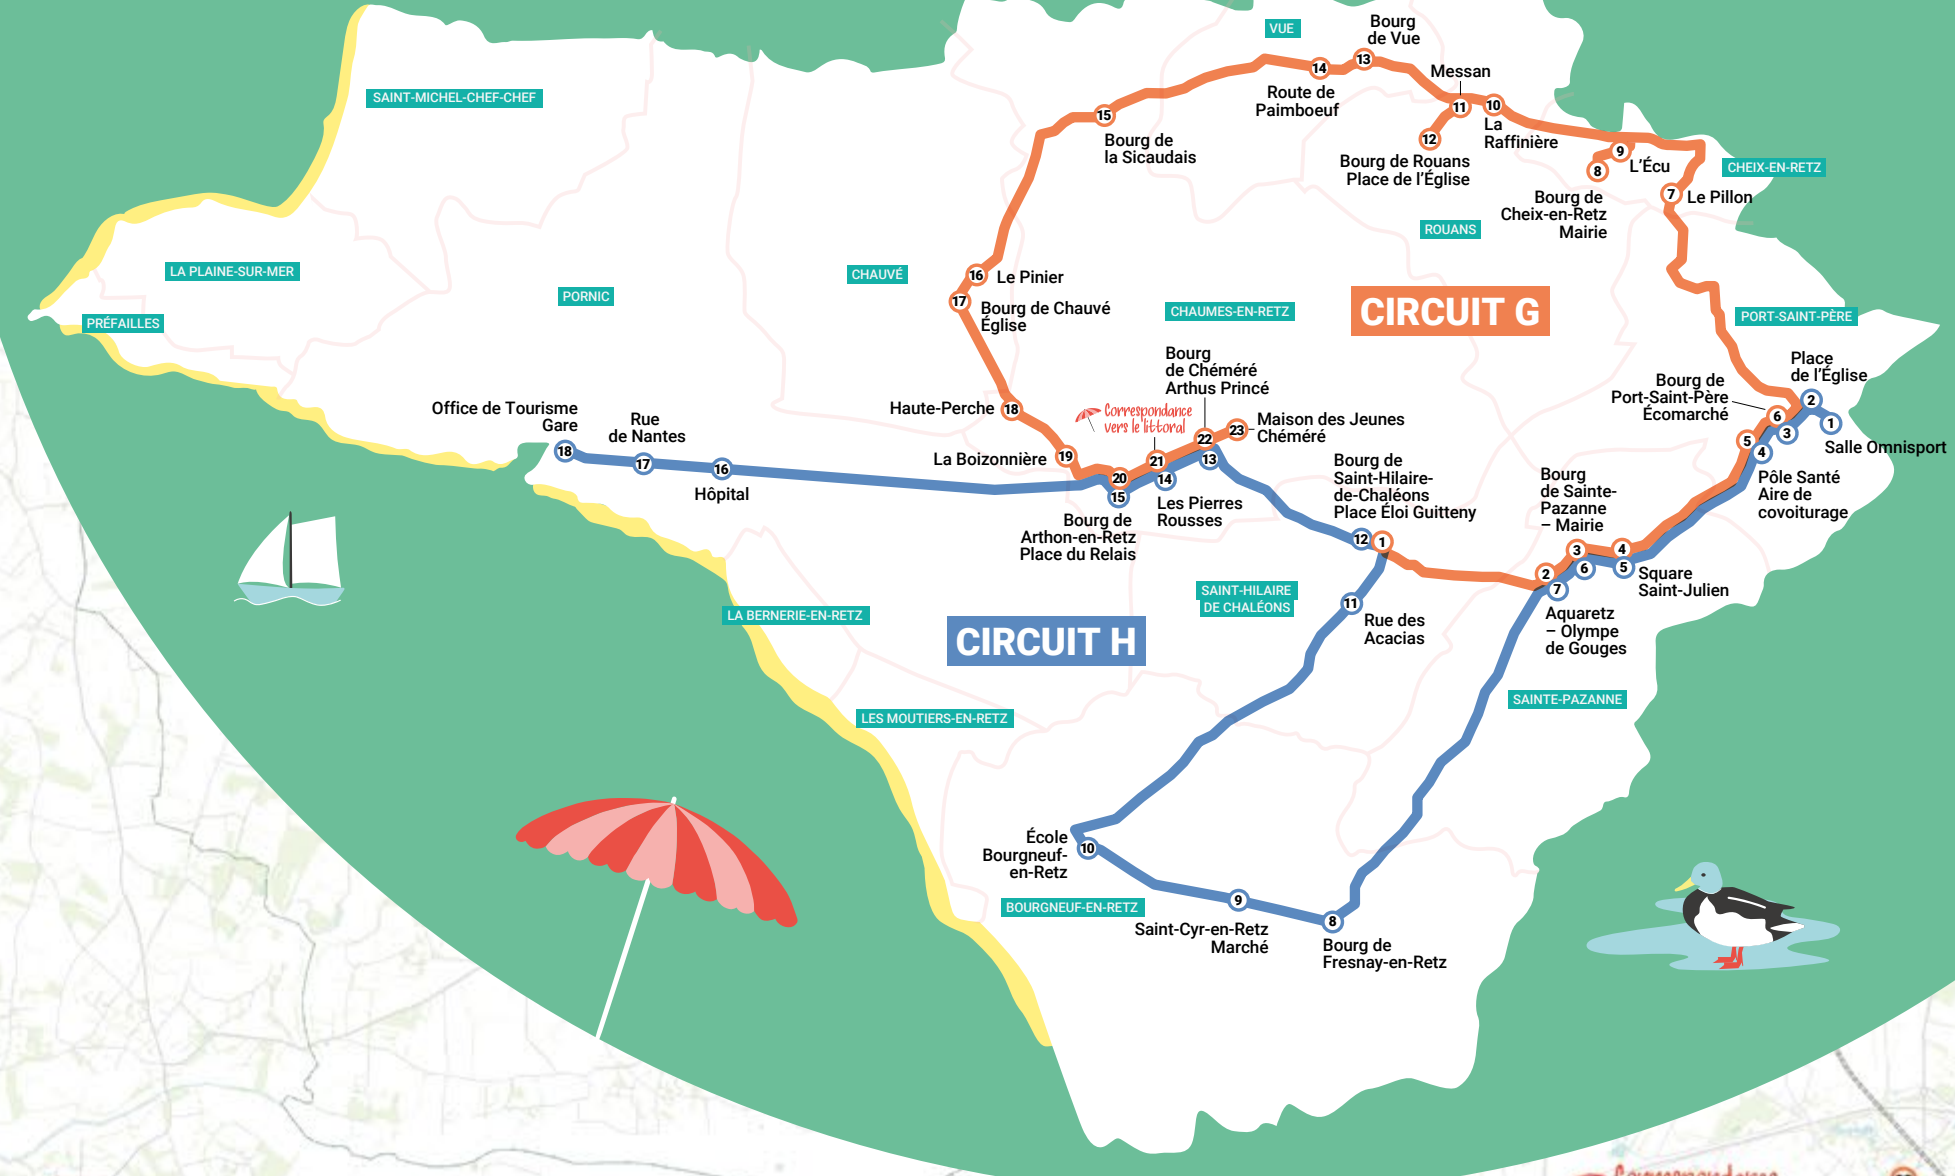 VUE
Bourg
de Vue
13
14
Route de
Paimboeuf
Messan
11
10
La
Raffinière
12
Bourg de Rouans
Place de l’Église
15
Bourg de
la Sicaudais
SAINT-MICHEL-CHEF-CHEF
9
L’Écu
8
Bourg de
Cheix-en-Retz
Mairie
CHEIX-EN-RETZ
7
Le Pillon
ROUANS
LA PLAINE-SUR-MER
PRÉFAILLES
PORNIC
CHAUVÉ
16
Le Pinier
17
Bourg de Chauvé
Église
CHAUMES-EN-RETZ
CIRCUIT G
PORT-SAINT-PÈRE
Place
de l’Église
2
1
Salle Omnisport
Bourg de
Port-Saint-Père
Écomarché
6
3
5
4
Pôle Santé
Aire de
covoiturage
Bourg
de Chéméré
Arthus Princé
22
13
23
Maison des Jeunes
Chéméré
Correspondance
vers le littoral
21
14
Les Pierres
Rousses
Haute-Perche
18
La Boizonnière
19
20
15
Bourg de
Arthon-en-Retz
Place du Relais
Office de Tourisme
Gare
18
Rue
de Nantes
17
16
Hôpital
Bourg de
Saint-Hilaire-
de-Chaléons
Place Éloi Guitteny
12
1
Bourg
de Sainte-
Pazanne
– Mairie
3
6
4
5
Square
Saint-Julien
2
7
Aquaretz
– Olympe
de Gouges
SAINT-HILAIRE
DE CHALÉONS
11
Rue des
Acacias
LA BERNERIE-EN-RETZ
CIRCUIT H
SAINTE-PAZANNE
LES MOUTIERS-EN-RETZ
École
Bourgneuf-
en-Retz
10
BOURGNEUF-EN-RETZ
9
Saint-Cyr-en-Retz
Marché
8
Bourg de
Fresnay-en-Retz